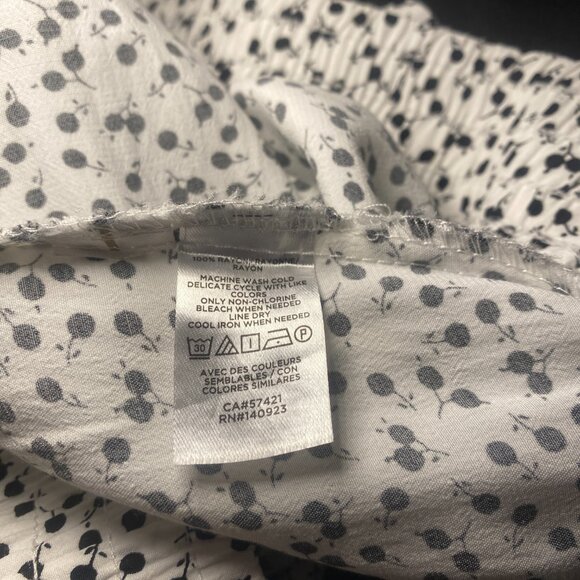 100% RAYON/RAYONNE/
RAYON
MACHINE WASH COLD
DELICATE CYCLE WITH LIKE
COLORS
ONLY NON-CHLORINE
BLEACH WHEN NEEDED
LINE DRY
COOL IRON WHEN NEEDED
30 P
AVEC DES COULEURS
SEMBLABLES / CON
COLORES SIMILARES
CA#57421
RN#140923